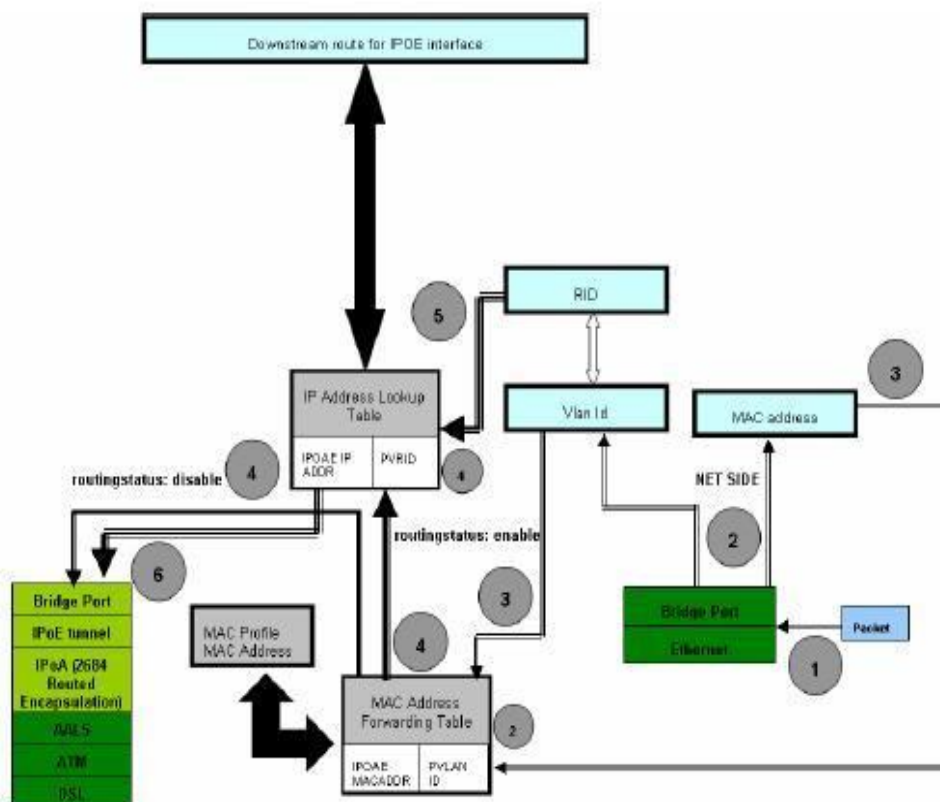 Downstream route for IPOE interface
RID
5
3
IP Address Lookup
Table
Vlan Id
MAC address
IPOAE IP
ADDR
PVRID
4
4
routingstatus: disable
NET SIDE
routingstatus: enable
2
6
3
Bridge Port
IPoE tunnel
IPoA (2684
Routed
Encapsulation)
AAL5
ATM
DSL
MAC Profile
MAC Address
4
Bridge Port
Ethernet
Packet
1
MAC Address
Forwarding Table
2
IPOAE
MACADDR
PVLAN
ID